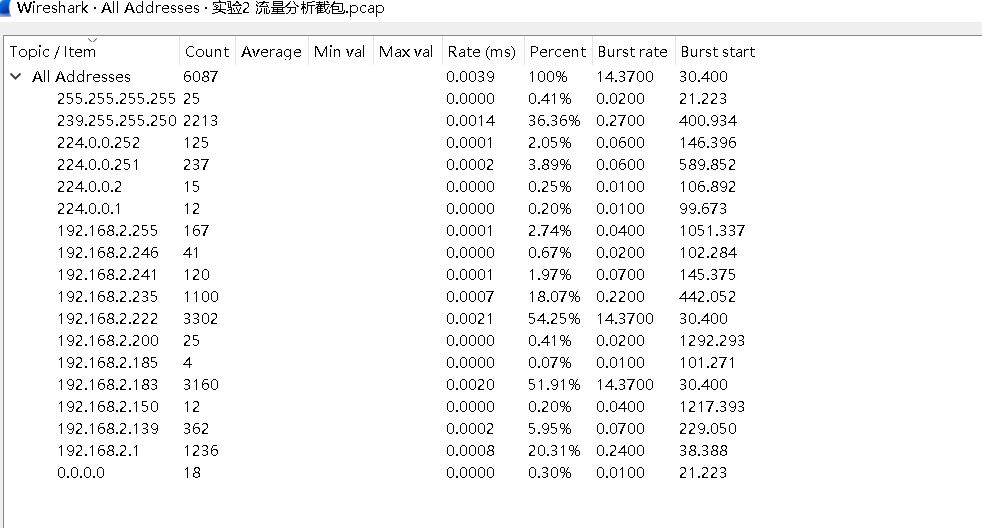 Wireshark · All Addresses · 实验2 流量分析截包.pcap
Topic / Item Count Average Min val Max val Rate (ms) Percent Burst rate Burst start
All Addresses 6087 0.0039 100% 14.3700 30.400
255.255.255.255 25 0.0000 0.41% 0.0200 21.223
239.255.255.250 2213 0.0014 36.36% 0.2700 400.934
224.0.0.252 125 0.0001 2.05% 0.0600 146.396
224.0.0.251 237 0.0002 3.89% 0.0600 589.852
224.0.0.2 15 0.0000 0.25% 0.0100 106.892
224.0.0.1 12 0.0000 0.20% 0.0100 99.673
192.168.2.255 167 0.0001 2.74% 0.0400 1051.337
192.168.2.246 41 0.0000 0.67% 0.0200 102.284
192.168.2.241 120 0.0001 1.97% 0.0700 145.375
192.168.2.235 1100 0.0007 18.07% 0.2200 442.052
192.168.2.222 3302 0.0021 54.25% 14.3700 30.400
192.168.2.200 25 0.0000 0.41% 0.0200 1292.293
192.168.2.185 4 0.0000 0.07% 0.0100 101.271
192.168.2.183 3160 0.0020 51.91% 14.3700 30.400
192.168.2.150 12 0.0000 0.20% 0.0400 1217.393
192.168.2.139 362 0.0002 5.95% 0.0700 229.050
192.168.2.1 1236 0.0008 20.31% 0.2400 38.388
0.0.0.0 18 0.0000 0.30% 0.0100 21.223